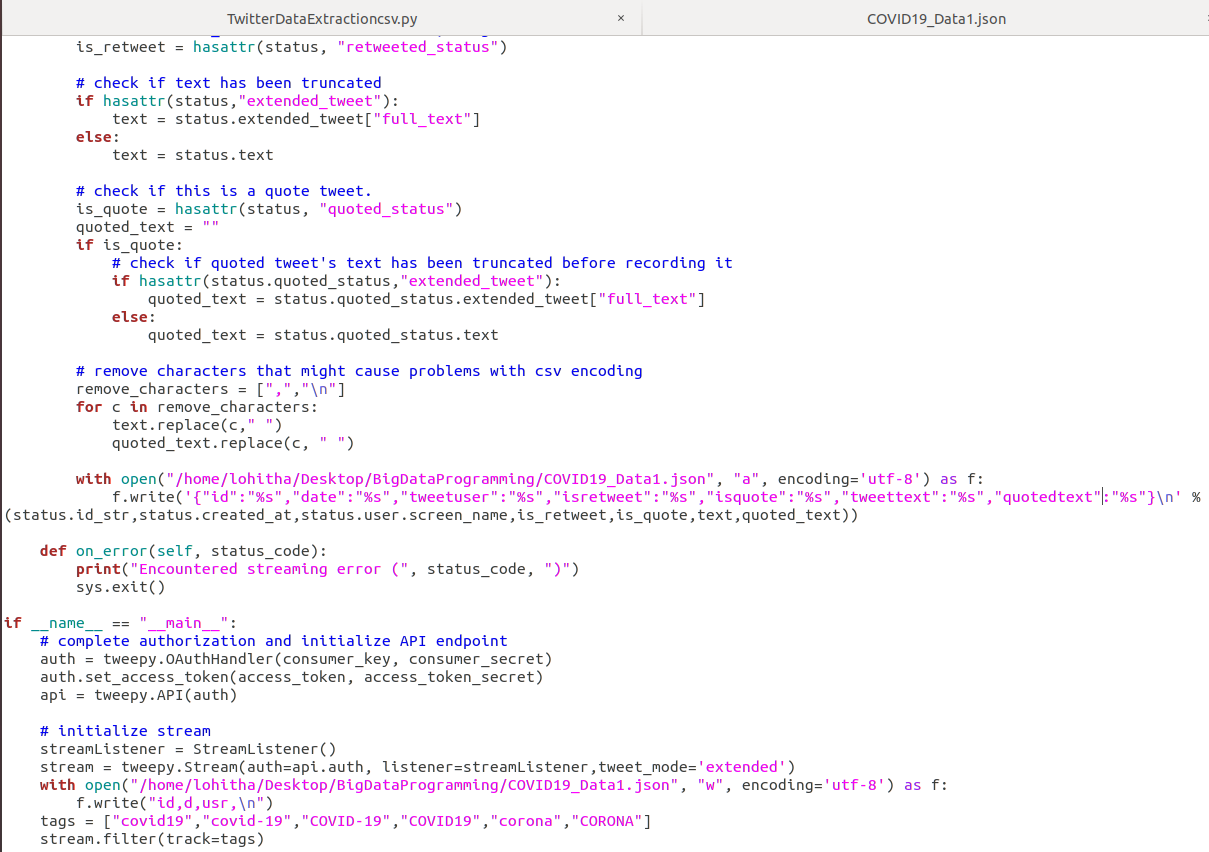 TwitterDataExtractioncsv.py × COVID19_Data1.json
is_retweet = hasattr(status, "retweeted_status")
# check if text has been truncated
if hasattr(status,"extended_tweet"):
text = status.extended_tweet["full_text"]
else:
text = status.text
# check if this is a quote tweet.
is_quote = hasattr(status, "quoted_status")
quoted_text = ""
if is_quote:
# check if quoted tweet's text has been truncated before recording it
if hasattr(status.quoted_status,"extended_tweet"):
quoted_text = status.quoted_status.extended_tweet["full_text"]
else:
quoted_text = status.quoted_status.text
# remove characters that might cause problems with csv encoding
remove_characters = [",","\n"]
for c in remove_characters:
text.replace(c," ")
quoted_text.replace(c, " ")
with open("/home/lohitha/Desktop/BigDataProgramming/COVID19_Data1.json", "a", encoding='utf-8') as f:
f.write('{"id":"%s","date":"%s","tweetuser":"%s","isretweet":"%s","isquote":"%s","tweettext":"%s","quotedtext":"%s"}\n' %
(status.id_str,status.created_at,status.user.screen_name,is_retweet,is_quote,text,quoted_text))
def on_error(self, status_code):
print("Encountered streaming error (", status_code, ")")
sys.exit()
if __name__ == "__main__":
# complete authorization and initialize API endpoint
auth = tweepy.OAuthHandler(consumer_key, consumer_secret)
auth.set_access_token(access_token, access_token_secret)
api = tweepy.API(auth)
# initialize stream
streamListener = StreamListener()
stream = tweepy.Stream(auth=api.auth, listener=streamListener,tweet_mode='extended')
with open("/home/lohitha/Desktop/BigDataProgramming/COVID19_Data1.json", "w", encoding='utf-8') as f:
f.write("id,d,usr,\n")
tags = ["covid19","covid-19","COVID-19","COVID19","corona","CORONA"]
stream.filter(track=tags)